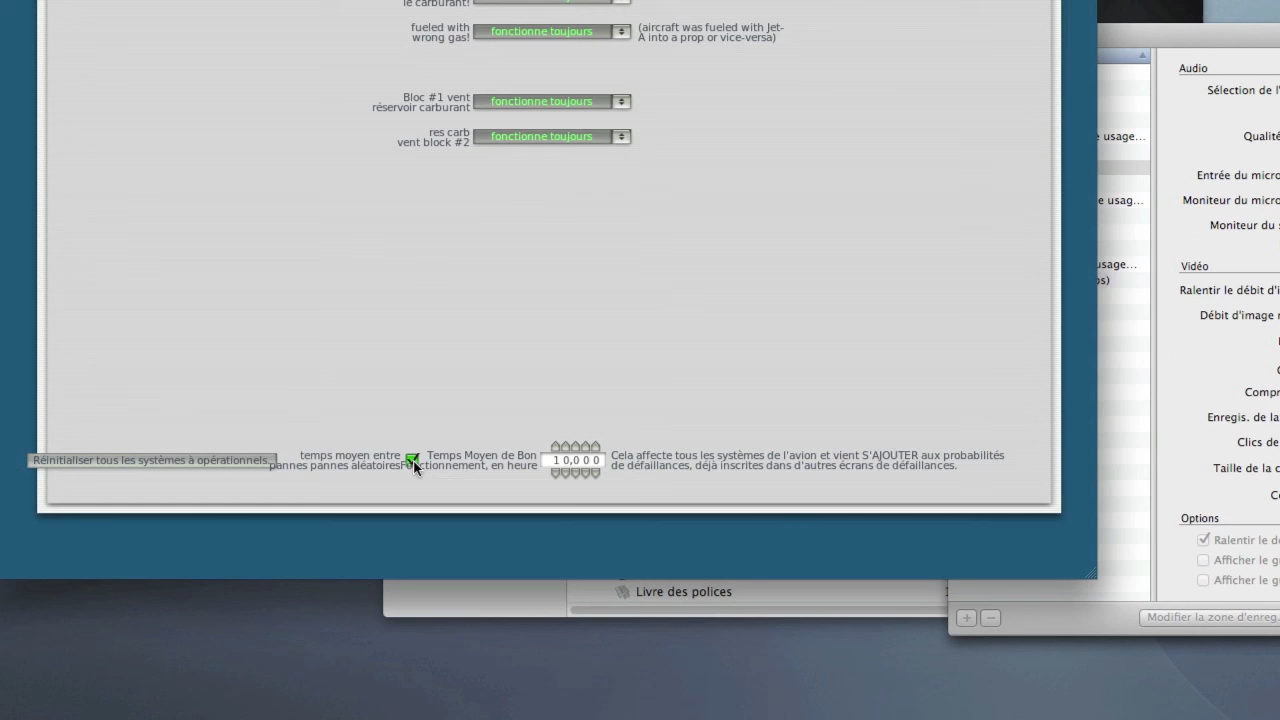 le carburant!
fueled with
wrong gas!
fonctionne toujours
(aircraft was fueled with Jet-
A into a prop or vice-versa)
Bloc #1 vent
réservoir carburant
fonctionne toujours
res carb
vent block #2
fonctionne toujours
Réinitialiser tous les systèmes à opérationnels.
temps moyen entre
pannes pannes aléatoires
Temps Moyen de Bon
Fonctionnement, en heure
1 0,0 0 0
Cela affecte tous les systèmes de l'avion et vient S'AJOUTER aux probabilités
de défaillances, déjà inscrites dans d'autres écrans de défaillances.
Livre des polices
usage...
usag...
usage...
Audio
Sélection de l'
Qualité
Entrée du micro
Moniteur du micro
Moniteur du
Vidéo
Ralentir le débit d'i
Débit d'image
Compr
Enregis. de la
Clics de
Taille de la
Options
Ralentir le
Afficher le
Afficher le
Modifier la zone d'enreg